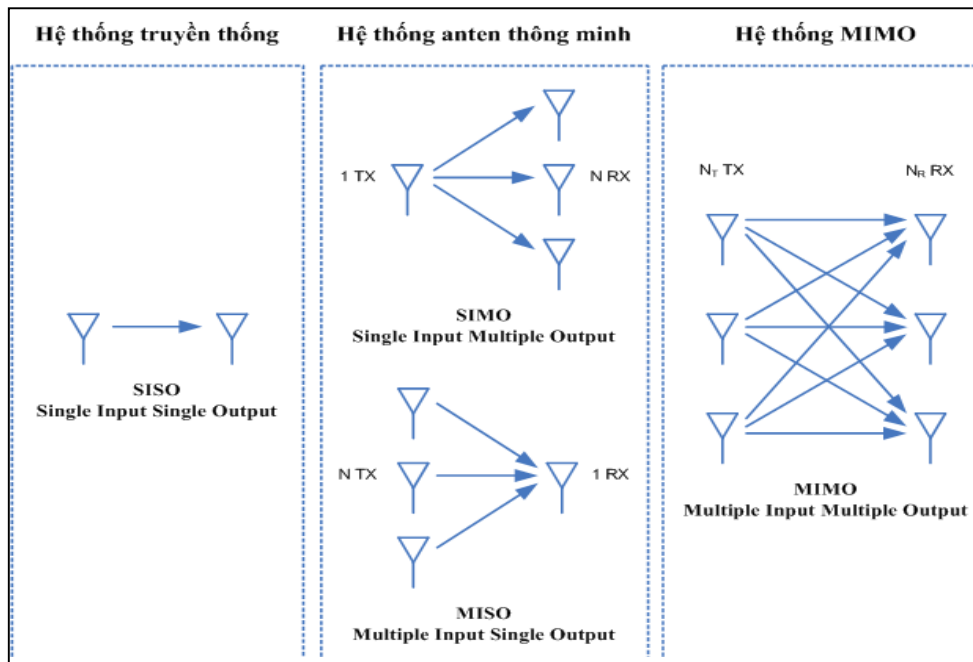 Hệ thống truyền thống
Hệ thống anten thông minh
Hệ thống MIMO
SISO
Single Input Single Output
1 TX
N RX
SIMO
Single Input Multiple Output
N TX
1 RX
MISO
Multiple Input Single Output
N_T TX
N_R RX
MIMO
Multiple Input Multiple Output